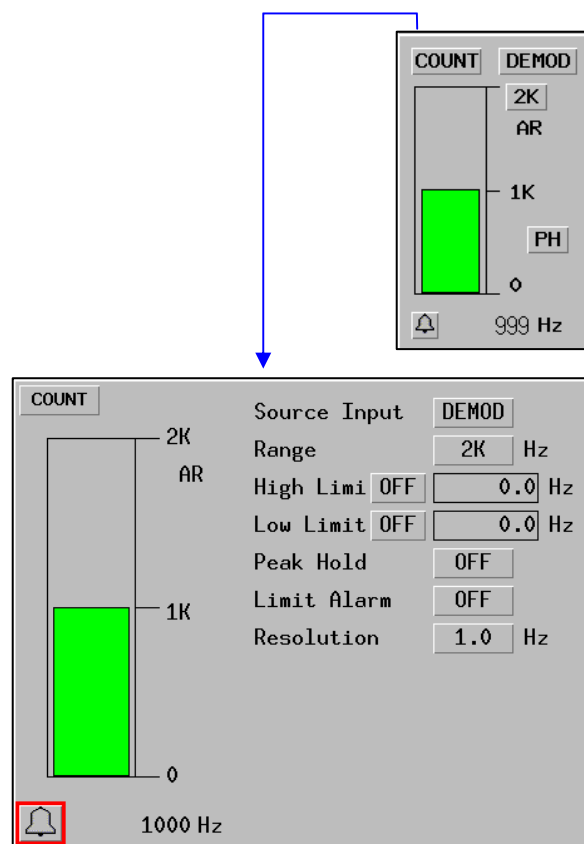 COUNT DEMOD
2K
AR
1K
PH
0
999 Hz
COUNT
2K
AR
1K
0
1000 Hz
Source Input DEMOD
Range 2K Hz
High Limi OFF 0.0 Hz
Low Limit OFF 0.0 Hz
Peak Hold OFF
Limit Alarm OFF
Resolution 1.0 Hz